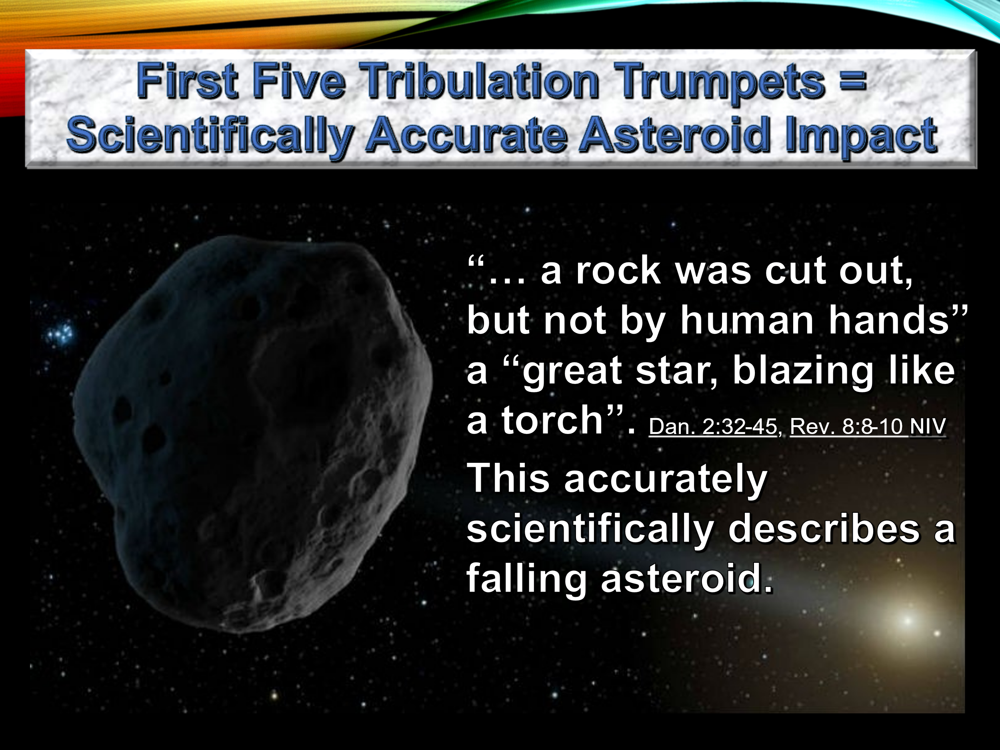 First Five Tribulation Trumpets =
Scientifically Accurate Asteroid Impact
“… a rock was cut out,
but not by human hands”
a “great star, blazing like
a torch”. Dan. 2:32-45, Rev. 8:8-10 NIV
This accurately
scientifically describes a
falling asteroid.